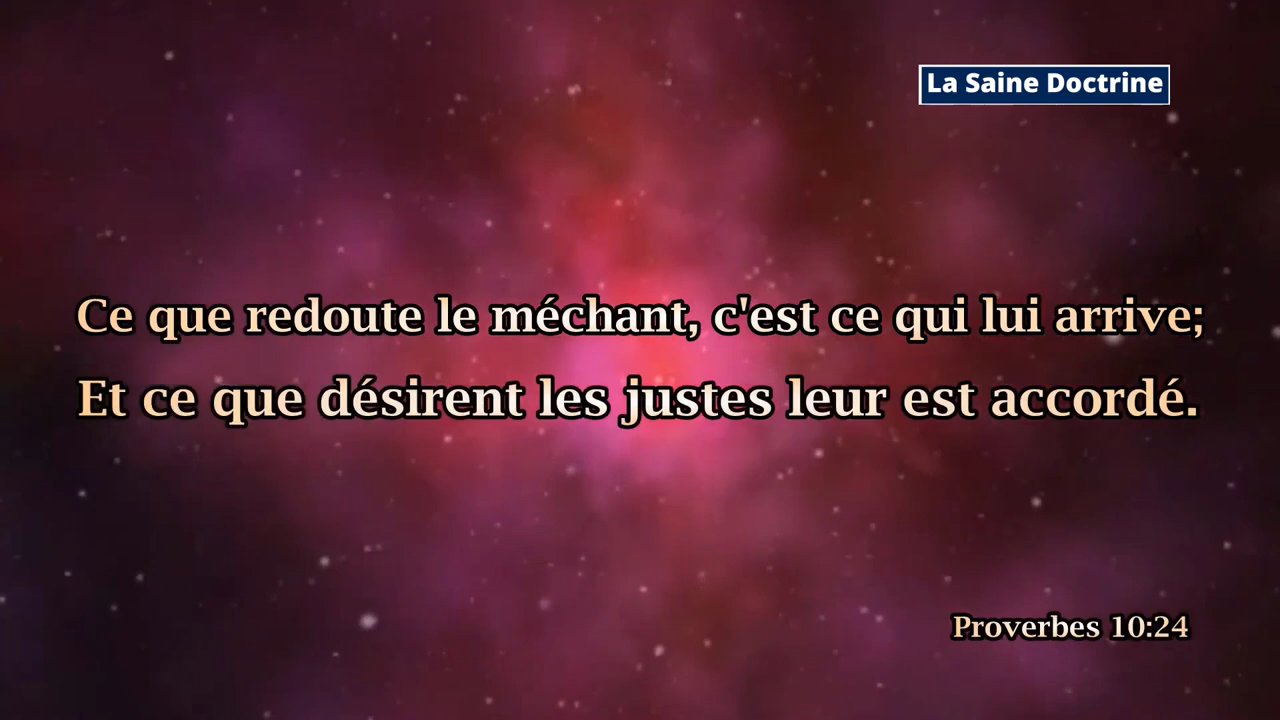 La Saine Doctrine
Ce que redoute le méchant, c'est ce qui lui arrive;
Et ce que désirent les justes leur est accordé.
Proverbes 10:24